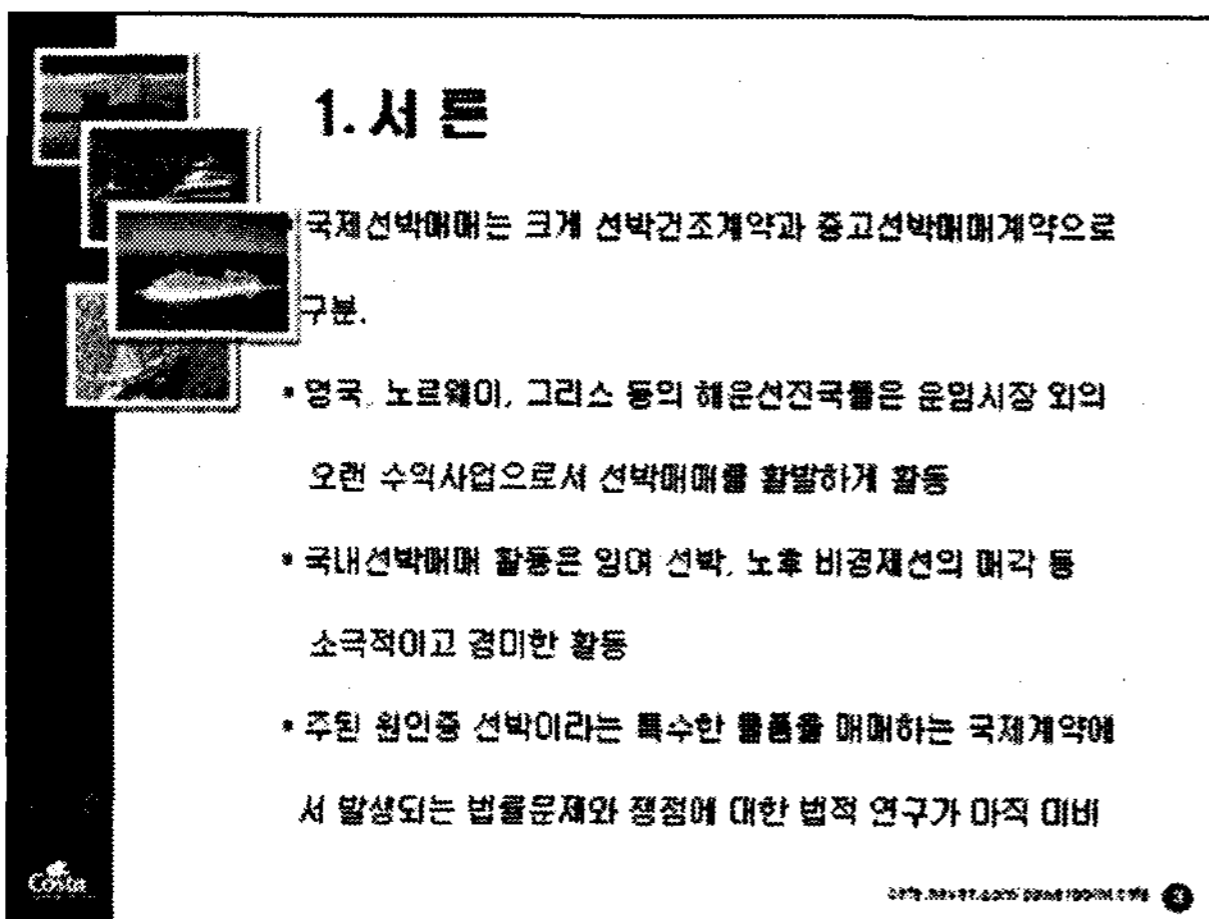 1. 서 론
• 국제선박매매는 크게 선박건조계약과 중고선박매매계약으로
구분.
• 영국, 노르웨이, 그리스 등의 해운선진국들은 운임시장 외의
오랜 수익사업으로서 선박매매를 활발하게 활동
• 국내선박매매 활동은 잉여 선박, 노후 비경제선의 매각 등
소극적이고 경미한 활동
• 주된 원인중 선박이라는 특수한 물품을 매매하는 국제계약에
서 발생되는 법률문제와 쟁점에 대한 법적 연구가 아직 미비
Costa
cafe.naver.com/powerpoint.cafe 3